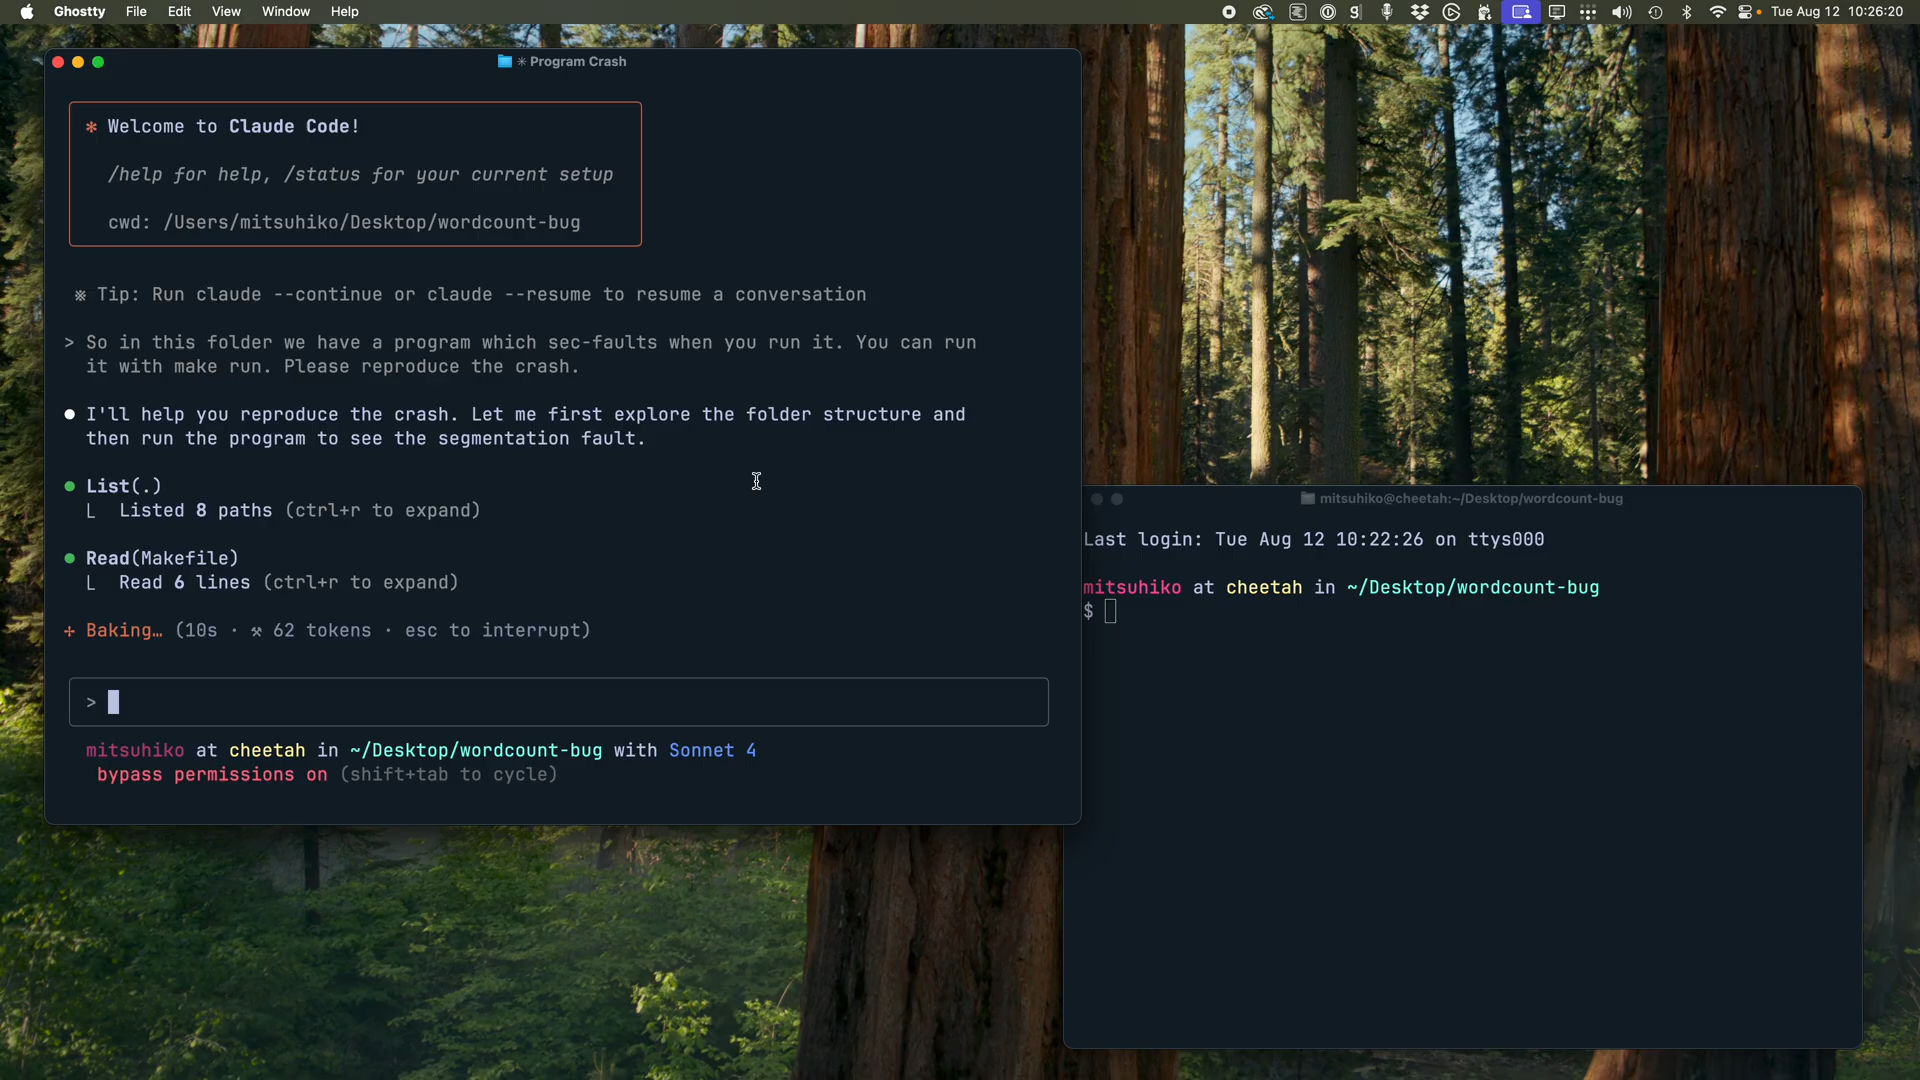 Ghostty File Edit View Window Help
Tue Aug 12 10:26:20
✳ Program Crash
✻ Welcome to Claude Code!
/help for help, /status for your current setup
cwd: /Users/mitsuhiko/Desktop/wordcount-bug
※ Tip: Run claude --continue or claude --resume to resume a conversation
> So in this folder we have a program which sec-faults when you run it. You can run
it with make run. Please reproduce the crash.
● I'll help you reproduce the crash. Let me first explore the folder structure and
then run the program to see the segmentation fault.
● List(.)
⎿ Listed 8 paths (ctrl+r to expand)
● Read(Makefile)
⎿ Read 6 lines (ctrl+r to expand)
✢ Baking… (10s · ⚒ 62 tokens · esc to interrupt)
>
mitsuhiko at cheetah in ~/Desktop/wordcount-bug with Sonnet 4
bypass permissions on (shift+tab to cycle)
mitsuhiko@cheetah:~/Desktop/wordcount-bug
Last login: Tue Aug 12 10:22:26 on ttys000
mitsuhiko at cheetah in ~/Desktop/wordcount-bug
$